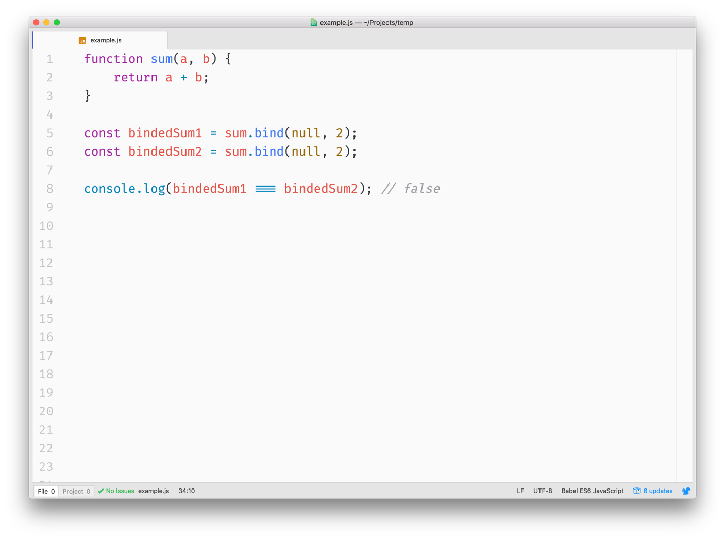 example.js — ~/Projects/temp
example.js
1 function sum(a, b) {
2 return a + b;
3 }
4
5 const bindedSum1 = sum.bind(null, 2);
6 const bindedSum2 = sum.bind(null, 2);
7
8 console.log(bindedSum1 === bindedSum2); // false
9
10
11
12
13
14
15
16
17
18
19
20
21
22
23
File 0 Project 0 No Issues example.js 34:10 LF UTF-8 Babel ES6 JavaScript 8 updates